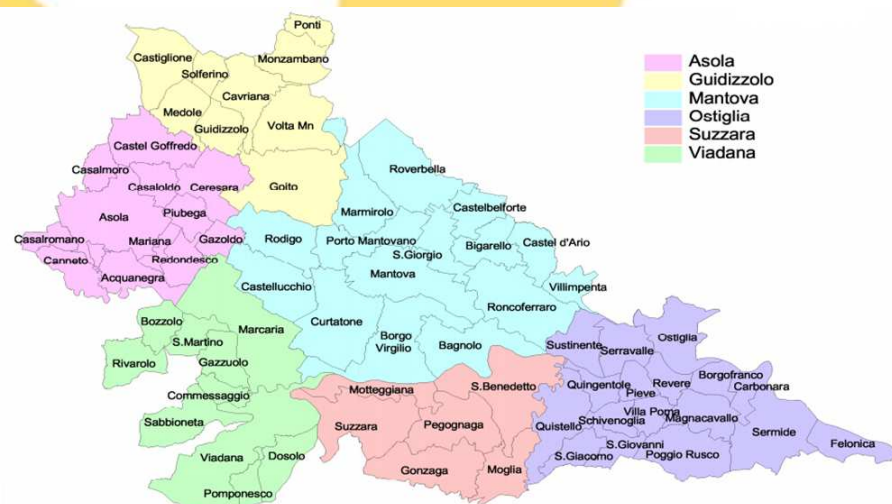 Ponti
Castiglione
Monzambano
Solferino
Cavriana
Medole
Guidizzolo
Volta Mn
Castel Goffredo
Casalmoro
Casaloldo
Ceresara
Goito
Asola
Piubega
Casalromano
Mariana
Gazoldo
Canneto
Redondesco
Acquanegra
Roverbella
Marmirolo
Castelbelforte
Rodigo
Porto Mantovano
S.Giorgio
Bigarello
Castel d'Ario
Mantova
Castellucchio
Villimpenta
Roncoferraro
Curtatone
Borgo
Virgilio
Bagnolo
Bozzolo
Marcaria
S.Martino
Rivarolo
Gazzuolo
Commessaggio
Sabbioneta
Viadana
Dosolo
Pomponesco
Motteggiana
S.Benedetto
Suzzara
Pegognaga
Gonzaga
Moglia
Sustinente
Serravalle
Ostiglia
Quingentole
Pieve
Revere
Borgofranco
Carbonara
Quistello
Schivenoglia
Villa Poma
Magnacavallo
Sermide
Felonica
S.Giacomo
S.Giovanni
Poggio Rusco
Asola
Guidizzolo
Mantova
Ostiglia
Suzzara
Viadana